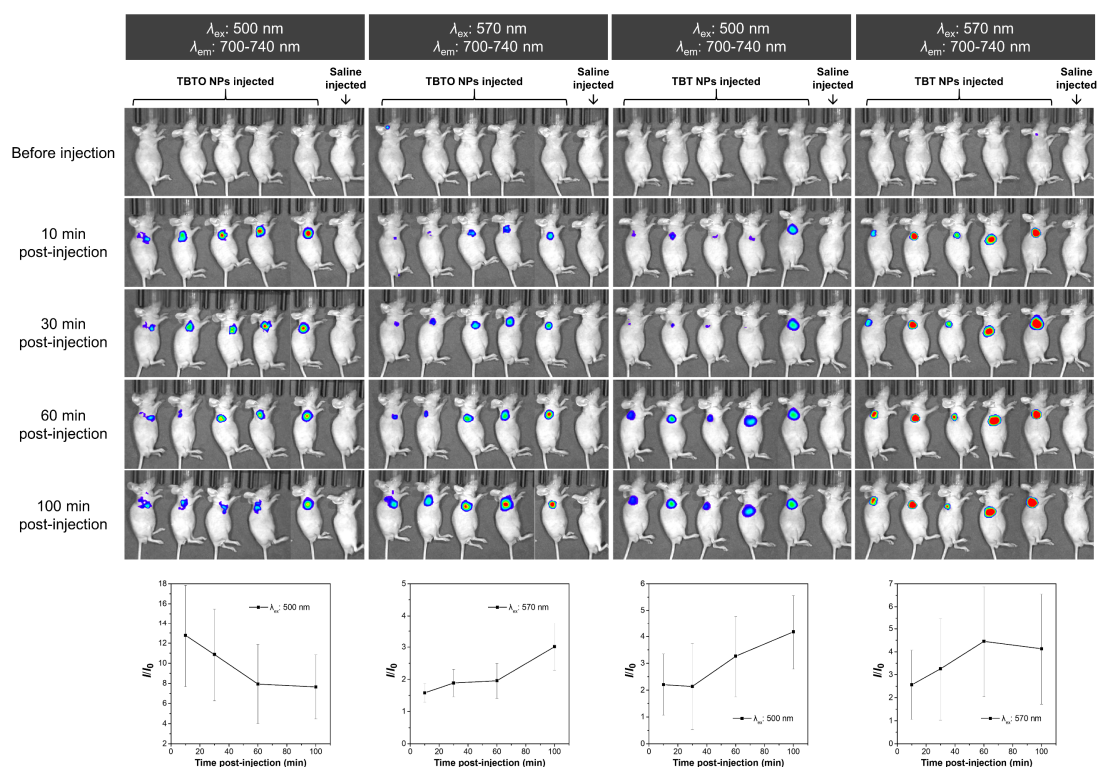 λex: 500 nm
λem: 700-740 nm
λex: 570 nm
λem: 700-740 nm
λex: 500 nm
λem: 700-740 nm
λex: 570 nm
λem: 700-740 nm
TBTO NPs injected
Saline
injected
TBTO NPs injected
Saline
injected
TBT NPs injected
Saline
injected
TBT NPs injected
Saline
injected
Before injection
10 min
post-injection
30 min
post-injection
60 min
post-injection
100 min
post-injection
18
16
14
12
10
8
6
4
2
I/I0
λex: 500 nm
0 20 40 60 80 100
Time post-injection (min)
5
4
3
2
1
0
I/I0
λex: 570 nm
0 20 40 60 80 100
Time post-injection (min)
6
5
4
3
2
1
0
I/I0
λex: 500 nm
0 20 40 60 80 100
Time post-injection (min)
7
6
5
4
3
2
1
0
I/I0
λex: 570 nm
0 20 40 60 80 100
Time post-injection (min)